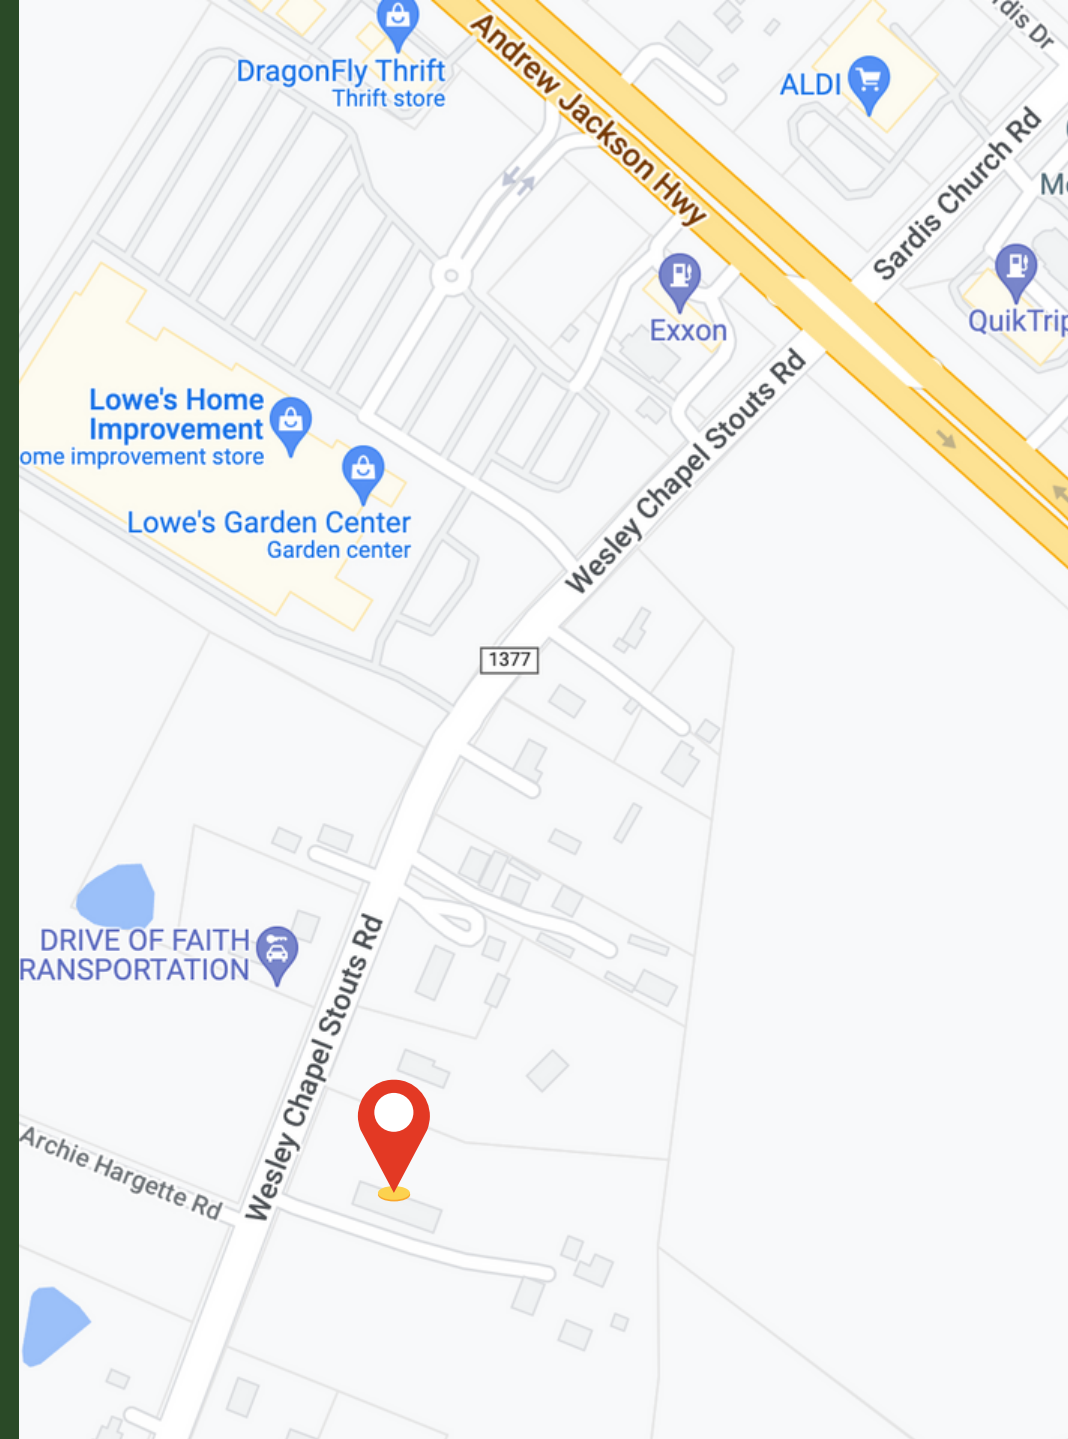 rdis Dr
DragonFly Thrift
Thrift store
Andrew Jackson Hwy
ALDI
Sardis Church Rd
QuikTrip
Exxon
Lowe's Home
Improvement
ome improvement store
Lowe's Garden Center
Garden center
Wesley Chapel Stouts Rd
1377
DRIVE OF FAITH
RANSPORTATION
Wesley Chapel Stouts Rd
Archie Hargette Rd